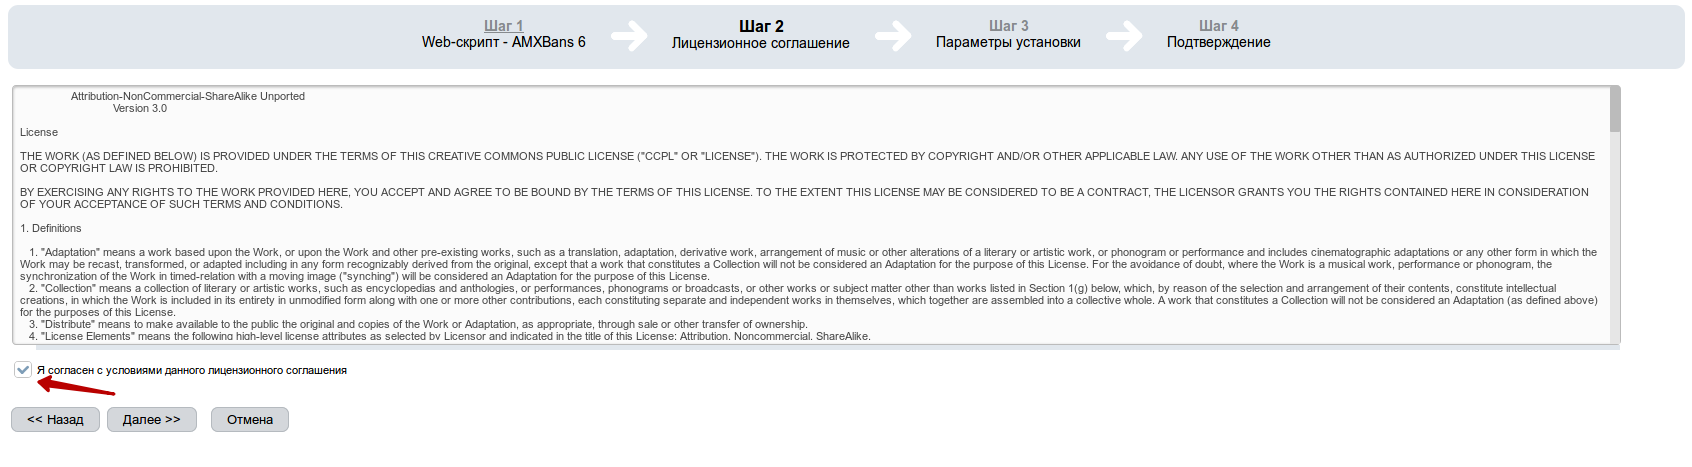 Шаг 1
Web-скрипт - AMXBans 6
Шаг 2
Лицензионное соглашение
Шаг 3
Параметры установки
Шаг 4
Подтверждение
Attribution-NonCommercial-ShareAlike Unported
Version 3.0
License
THE WORK (AS DEFINED BELOW) IS PROVIDED UNDER THE TERMS OF THIS CREATIVE COMMONS PUBLIC LICENSE ("CCPL" OR "LICENSE"). THE WORK IS PROTECTED BY COPYRIGHT AND/OR OTHER APPLICABLE LAW. ANY USE OF THE WORK OTHER THAN AS AUTHORIZED UNDER THIS LICENSE
OR COPYRIGHT LAW IS PROHIBITED.
BY EXERCISING ANY RIGHTS TO THE WORK PROVIDED HERE, YOU ACCEPT AND AGREE TO BE BOUND BY THE TERMS OF THIS LICENSE. TO THE EXTENT THIS LICENSE MAY BE CONSIDERED TO BE A CONTRACT, THE LICENSOR GRANTS YOU THE RIGHTS CONTAINED HERE IN CONSIDERATION
OF YOUR ACCEPTANCE OF SUCH TERMS AND CONDITIONS.
1. Definitions
1. "Adaptation" means a work based upon the Work, or upon the Work and other pre-existing works, such as a translation, adaptation, derivative work, arrangement of music or other alterations of a literary or artistic work, or phonogram or performance and includes cinematographic adaptations or any other form in which the
Work may be recast, transformed, or adapted including in any form recognizably derived from the original, except that a work that constitutes a Collection will not be considered an Adaptation for the purpose of this License. For the avoidance of doubt, where the Work is a musical work, performance or phonogram, the
synchronization of the Work in timed-relation with a moving image ("synching") will be considered an Adaptation for the purpose of this License.
2. "Collection" means a collection of literary or artistic works, such as encyclopedias and anthologies, or performances, phonograms or broadcasts, or other works or subject matter other than works listed in Section 1(g) below, which, by reason of the selection and arrangement of their contents, constitute intellectual
creations, in which the Work is included in its entirety in unmodified form along with one or more other contributions, each constituting separate and independent works in themselves, which together are assembled into a collective whole. A work that constitutes a Collection will not be considered an Adaptation (as defined above)
for the purposes of this License.
3. "Distribute" means to make available to the public the original and copies of the Work or Adaptation, as appropriate, through sale or other transfer of ownership.
4. "License Elements" means the following high-level license attributes as selected by Licensor and indicated in the title of this License: Attribution, Noncommercial, ShareAlike.
Я согласен с условиями данного лицензионного соглашения
<< Назад
Далее >>
Отмена